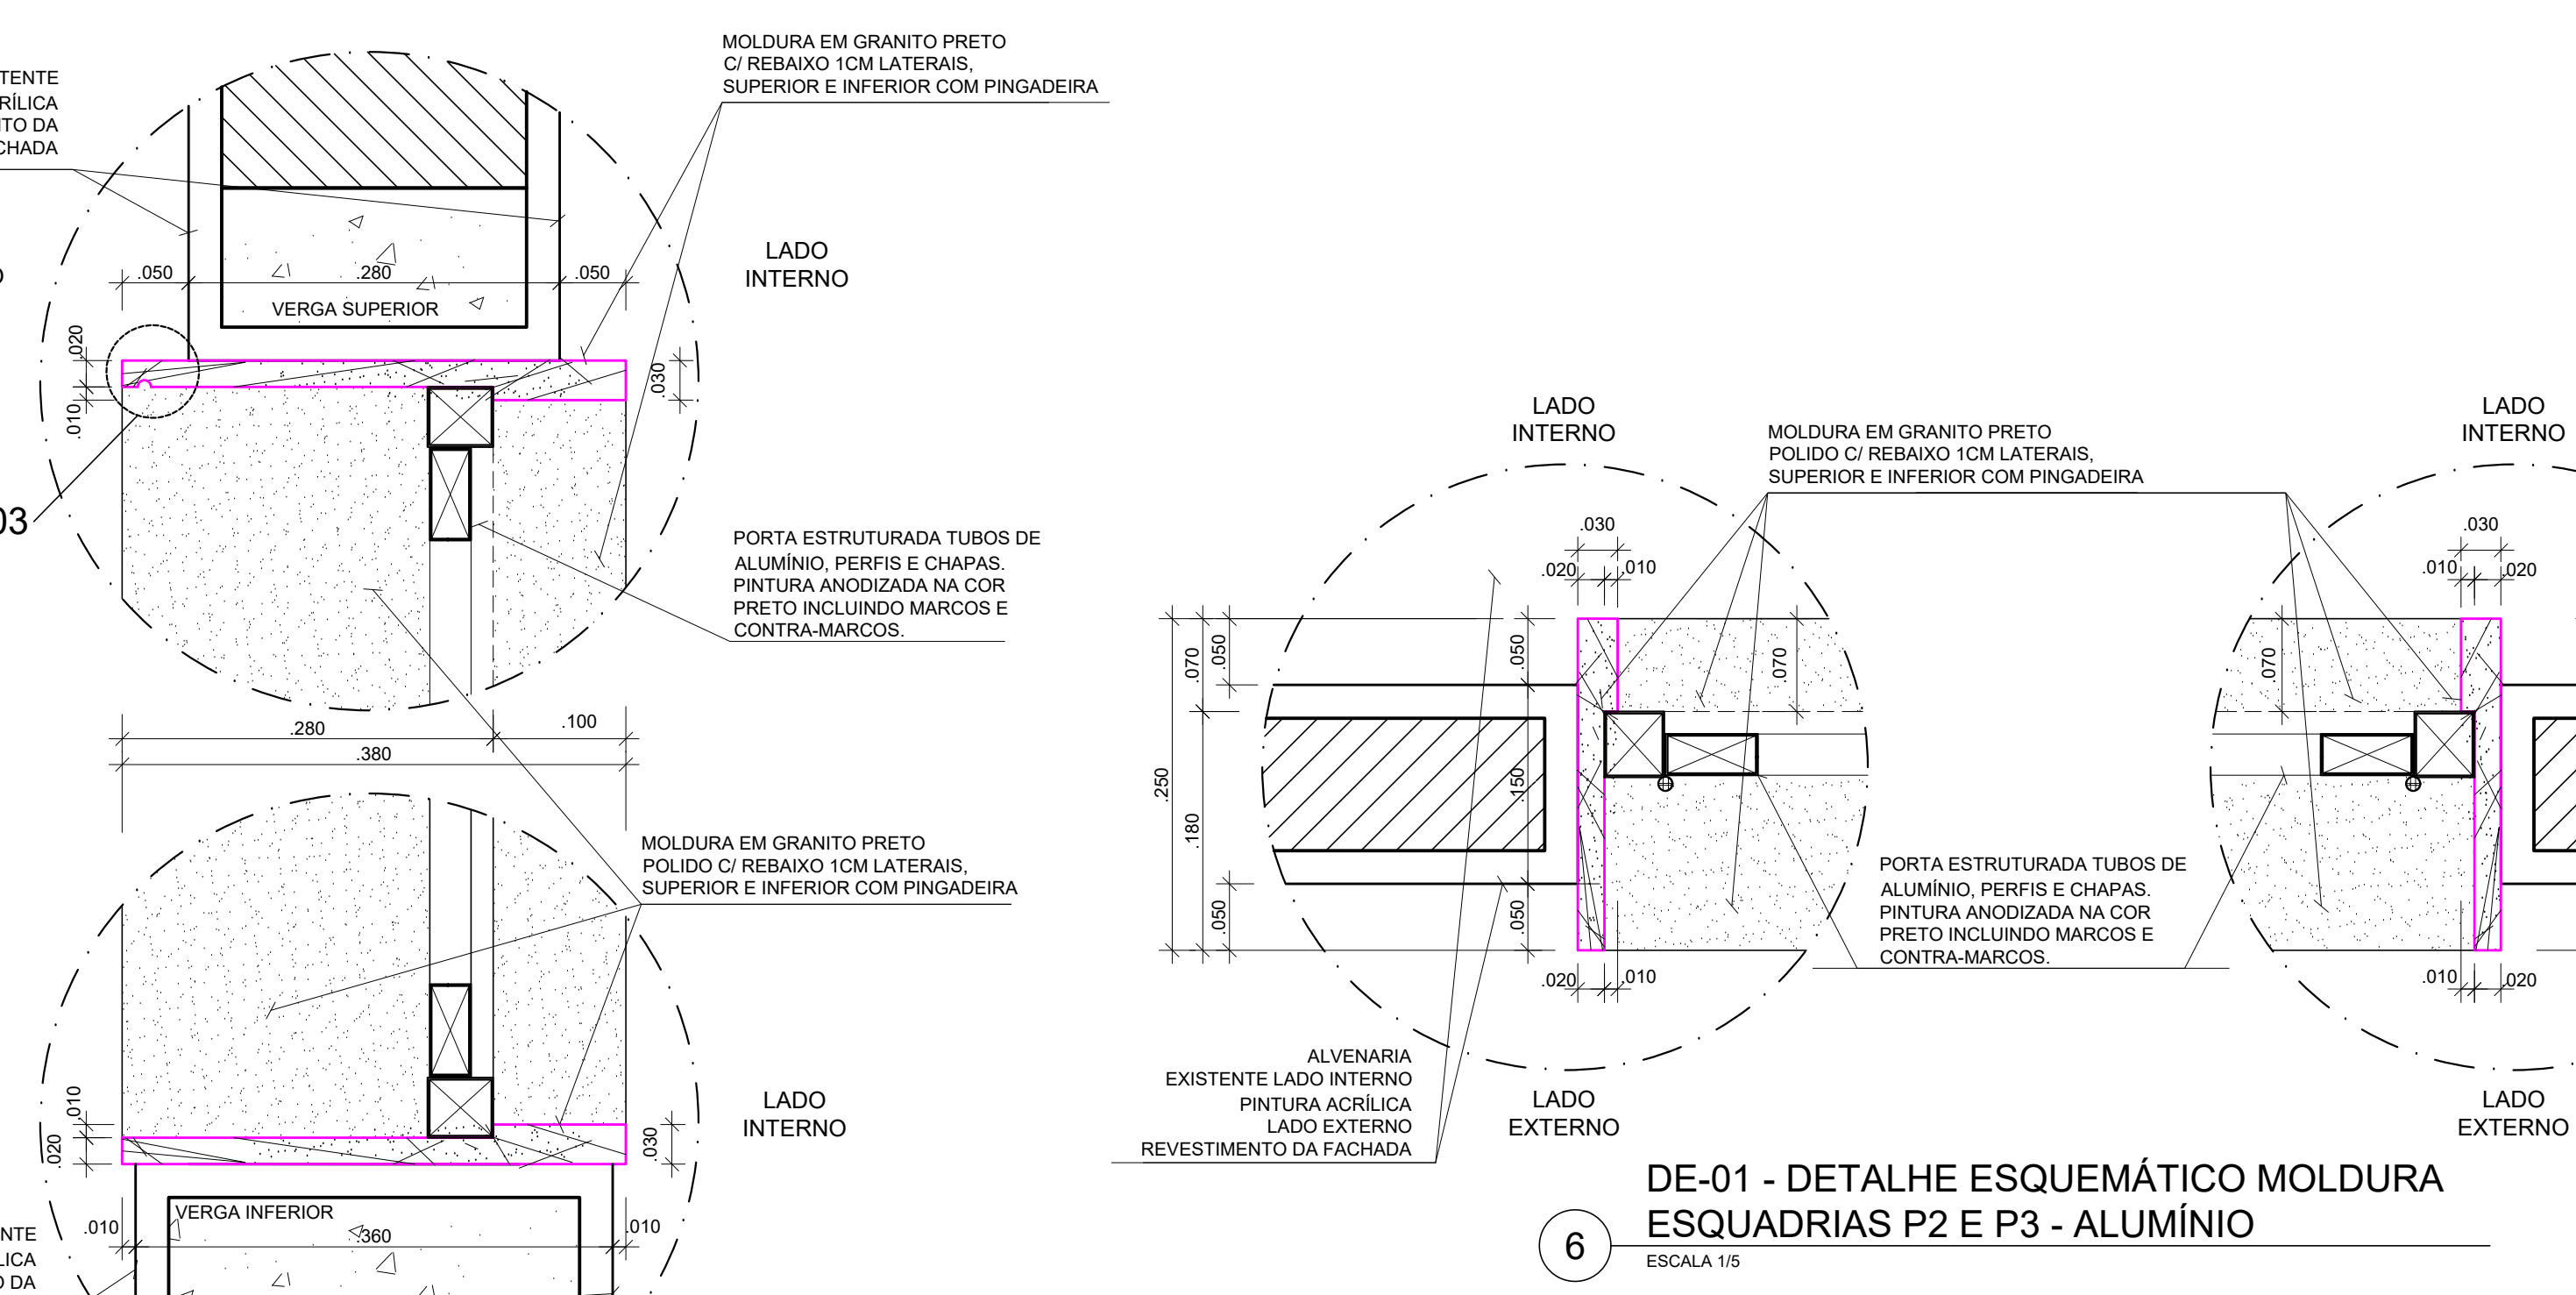 MOLDURA EM GRANITO PRETO
C/ REBAIXO 1CM LATERAIS,
SUPERIOR E INFERIOR COM PINGADEIRA
TO DA
LADO
INTERNO
.050
.280
.050
VERGA SUPERIOR
.020
.010
.030
03
PORTA ESTRUTURADA TUBOS DE
ALUMÍNIO, PERFIS E CHAPAS.
PINTURA ANODIZADA NA COR
PRETO INCLUINDO MARCOS E
CONTRA-MARCOS.
.280
.100
.380
MOLDURA EM GRANITO PRETO
POLIDO C/ REBAIXO 1CM LATERAIS,
SUPERIOR E INFERIOR COM PINGADEIRA
.010
.020
.030
LADO
INTERNO
VERGA INFERIOR
.010
.360
.010
DA
LADO
INTERNO
MOLDURA EM GRANITO PRETO
POLIDO C/ REBAIXO 1CM LATERAIS,
SUPERIOR E INFERIOR COM PINGADEIRA
LADO
INTERNO
.030
.020
.010
.030
.010
.020
.250
.070
.180
.050
.050
.050
.150
.050
.070
.070
.020
.010
.010
.020
PORTA ESTRUTURADA TUBOS DE
ALUMÍNIO, PERFIS E CHAPAS.
PINTURA ANODIZADA NA COR
PRETO INCLUINDO MARCOS E
CONTRA-MARCOS.
ALVENARIA
EXISTENTE LADO INTERNO
PINTURA ACRÍLICA
LADO EXTERNO
REVESTIMENTO DA FACHADA
LADO
EXTERNO
LADO
EXTERNO
6
DE-01 - DETALHE ESQUEMÁTICO MOLDURA
ESQUADRIAS P2 E P3 - ALUMÍNIO
ESCALA 1/5